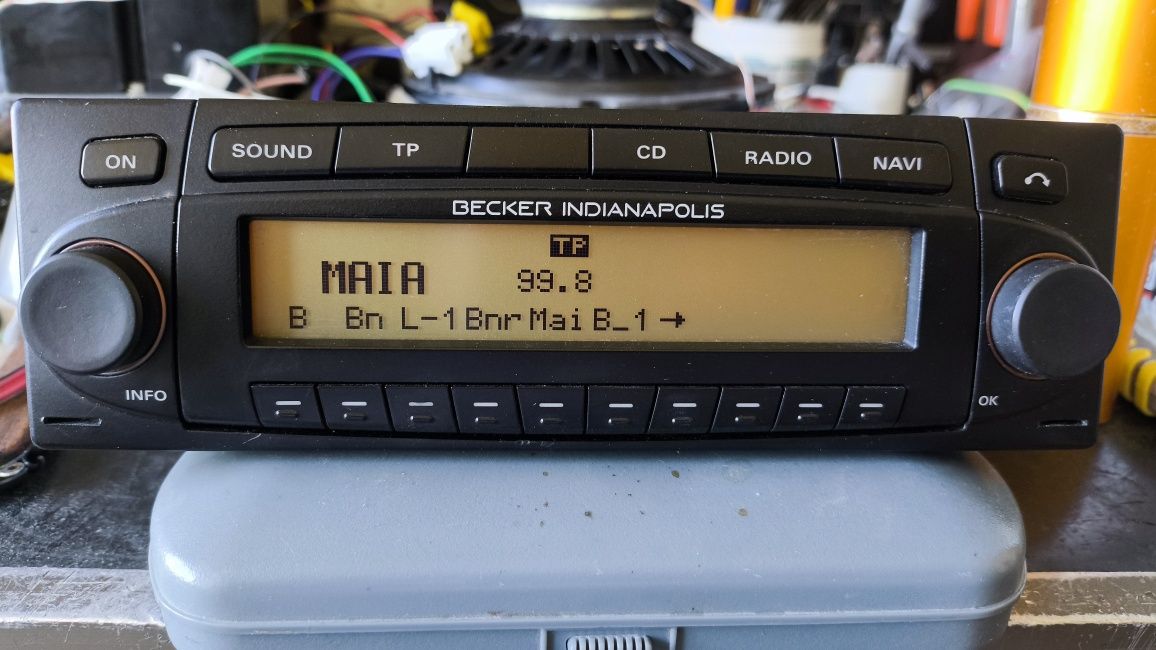 ON SOUND TP CD RADIO NAVI
BECKER INDIANAPOLIS
TP
MAIA 99.8
B Bn L-1 Bnr Mai B_1 →
INFO OK